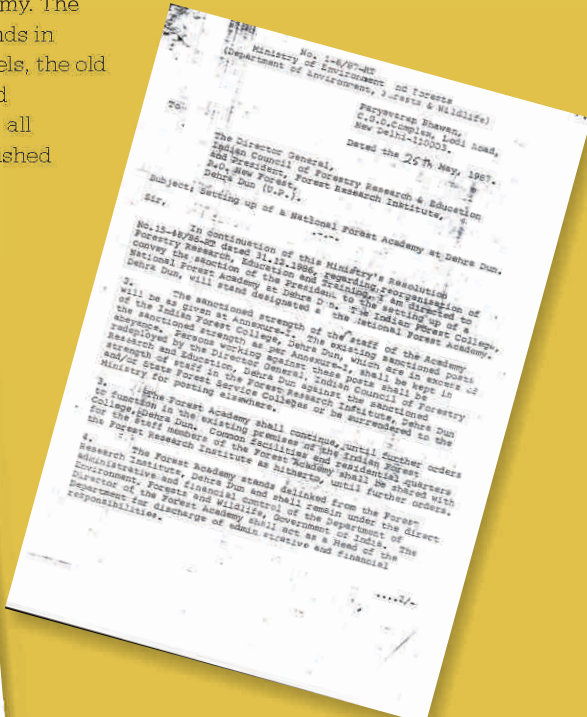 my. The
nds in
els, the old
d
all
ished
No. 1-6/87-RT
Ministry of Environment nd Forests
(Department of Environment, Forests & Wildlife)
Paryavaran Bhawan,
C.G.O.Complex, Lodi Road,
New Delhi-110003.
Dated the 26th May, 1987.
To
The Director General,
Indian Council of Forestry Research & Education
and President, Forest Research Institute,
P.O. New Forest,
Dehra Dun (U.P.).
Subject: Setting up of a National Forest Academy at Dehra Dun.
Sir,
In continuation of this Ministry's Resolution
No.15-48/86-RT dated 31.12.1986, regarding reorganisation of
Forestry Research, Education and Training, I am directed to
convey the sanction of the President to the setting up of a
National Forest Academy at Dehra Dun. The Indian Forest College,
Dehra Dun, will stand designated a the National Forest Academy.
2. The sanctioned strength of the staff of the Academy
will be as given at Annexure-I. The existing sanctioned posts
of the Indian Forest College, Dehra Dun, which are in excess of
the sanctioned strength as per Annexure-I, shall be kept in
abeyance. Persons working against these posts shall be
redeployed by the Director General, Indian Council of Forestry
Research and Education, Dehra Dun against the sanctioned
strength of staff in the Forest Research Institute, Dehra Dun
and/or State Forest Service Colleges or be surrendered to the
Ministry for posting elsewhere.
3. The Forest Academy shall continue, until further orders
to function in the existing premises of the Indian Forest
College, Dehra Dun. Common facilities and residential quarters
for the staff members of the Forest Academy shall be shared with
the Forest Research Institute as hitherto, until further orders.
4. The Forest Academy stands delinked from the Forest
Research Institute, Dehra Dun and shall remain under the direct
administrative and financial control of the Department of
Environment, Forests and Wildlife, Government of India. The
Director of the Forest Academy shall act as a Head of the
Department for discharge of admin strative and financial
responsibilities.
....2/-